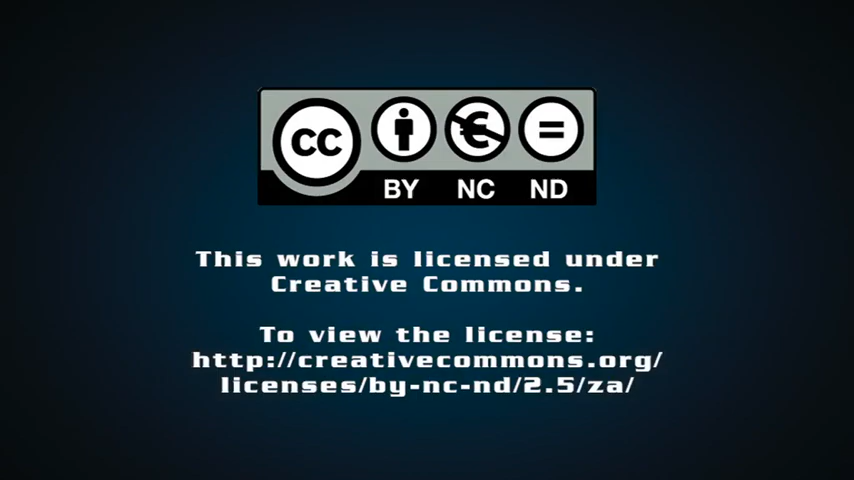 CC
BY NC ND
This work is licensed under
Creative Commons.
To view the license:
http://creativecommons.org/
licenses/by-nc-nd/2.5/za/